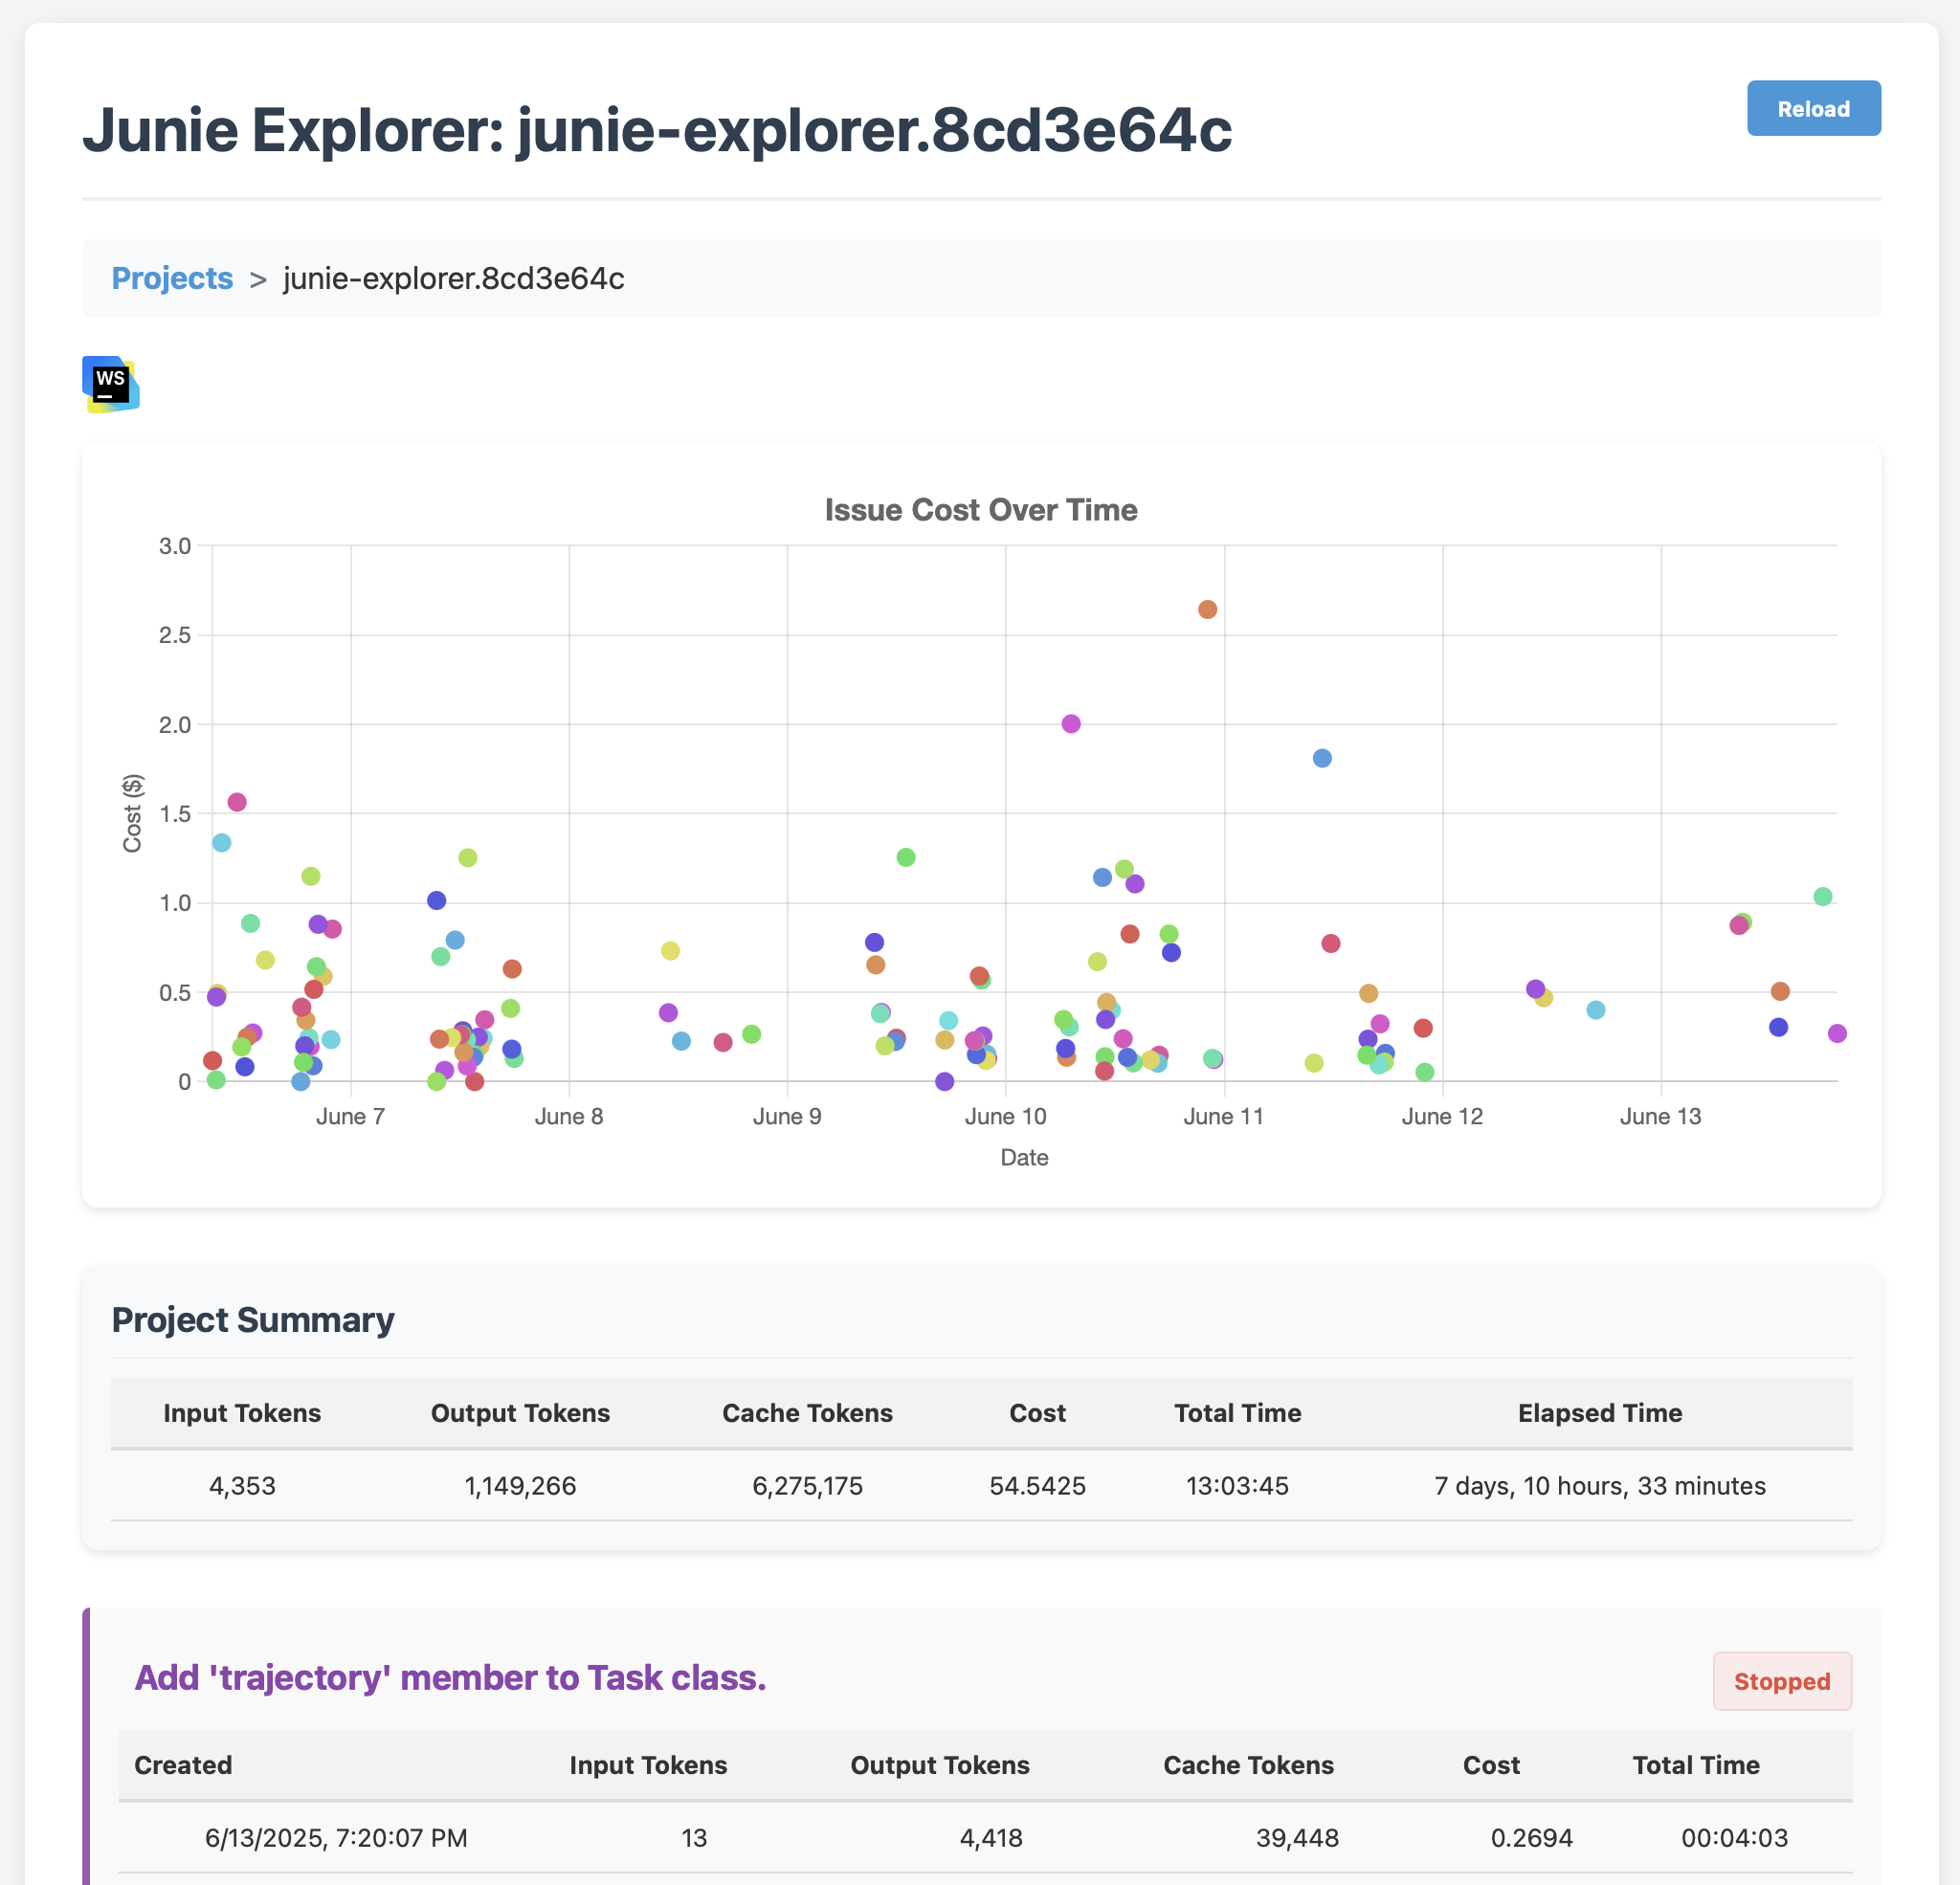 Junie Explorer: junie-explorer.8cd3e64c
Reload
Projects > junie-explorer.8cd3e64c
WS
Issue Cost Over Time
3.0
2.5
2.0
1.5
1.0
0.5
0
Cost ($)
June 7 June 8 June 9 June 10 June 11 June 12 June 13
Date
Project Summary
Input Tokens Output Tokens Cache Tokens Cost Total Time Elapsed Time
4,353 1,149,266 6,275,175 54.5425 13:03:45 7 days, 10 hours, 33 minutes
Add 'trajectory' member to Task class.
Stopped
Created Input Tokens Output Tokens Cache Tokens Cost Total Time
6/13/2025, 7:20:07 PM 13 4,418 39,448 0.2694 00:04:03